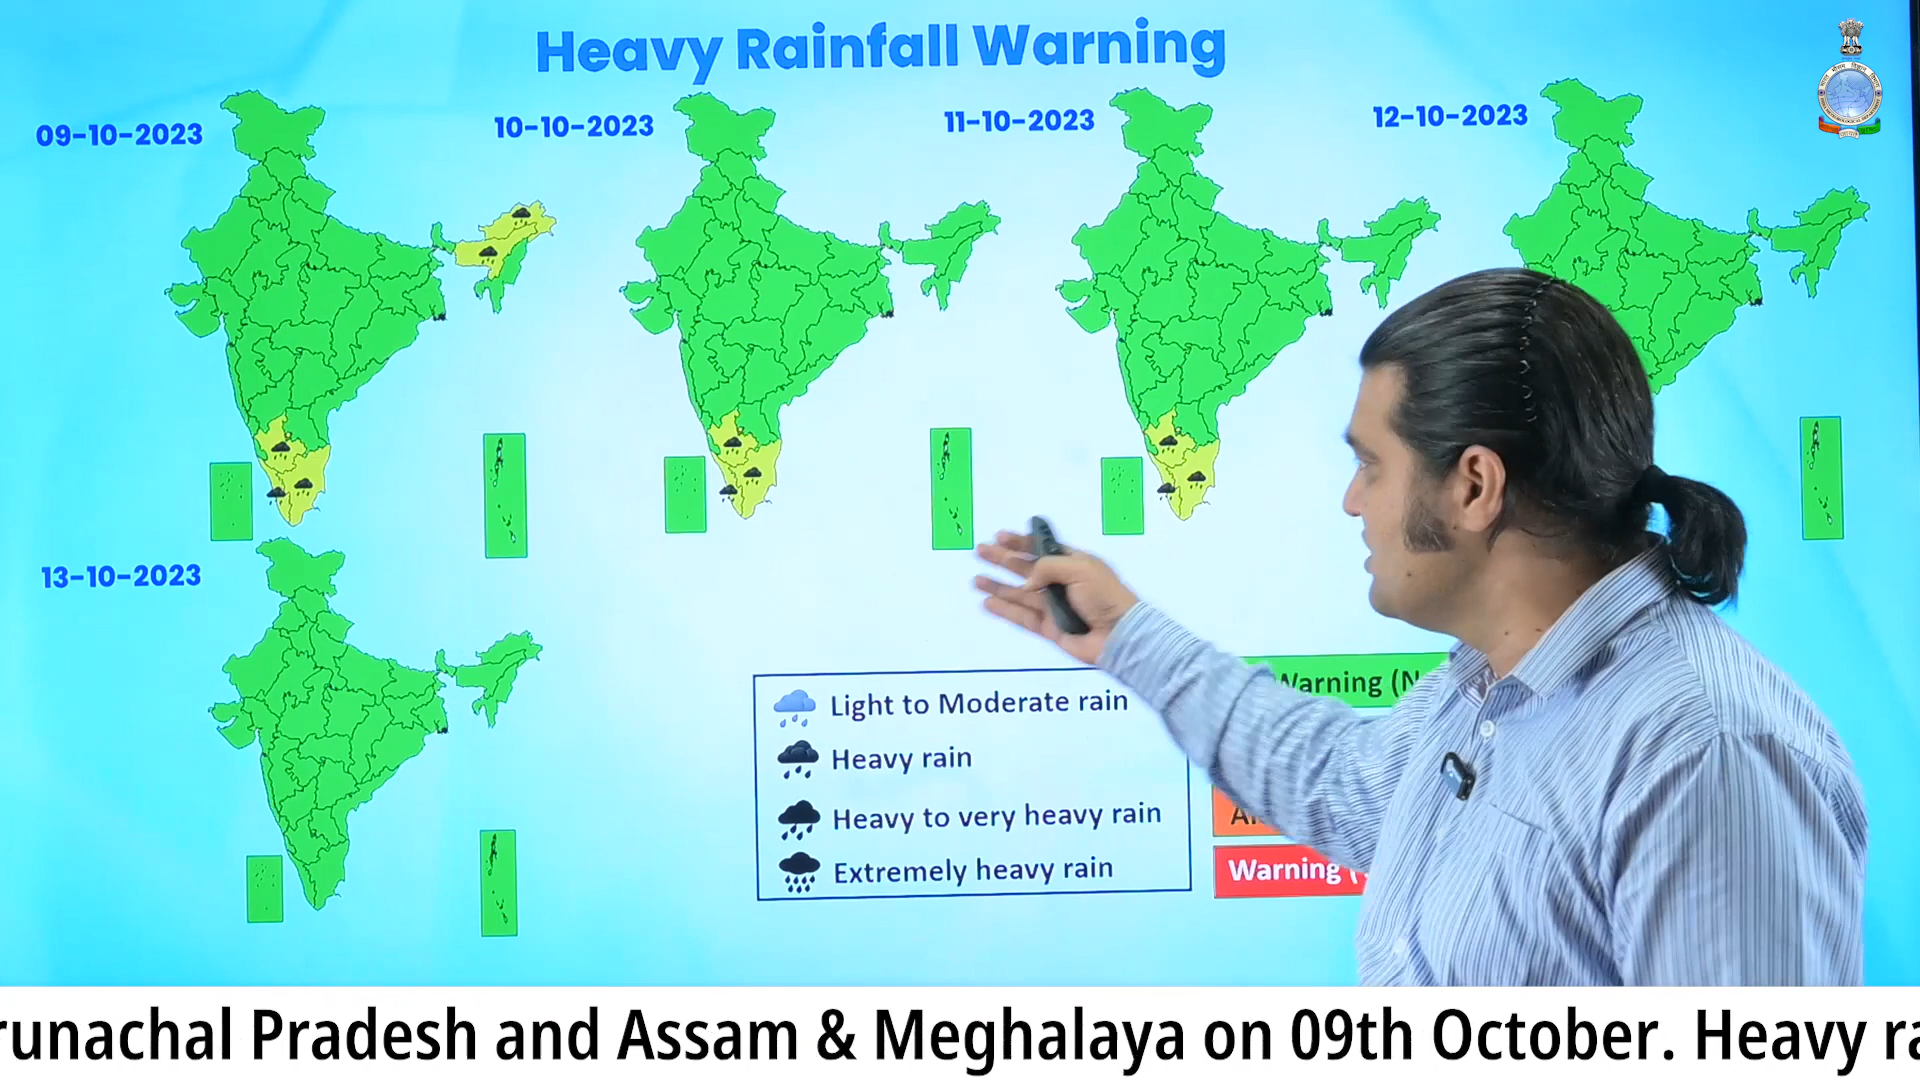 Heavy Rainfall Warning
09-10-2023
10-10-2023
11-10-2023
12-10-2023
13-10-2023
Light to Moderate rain
Heavy rain
Heavy to very heavy rain
Extremely heavy rain
Warning (N
Warning (
runachal Pradesh and Assam & Meghalaya on 09th October. Heavy ra